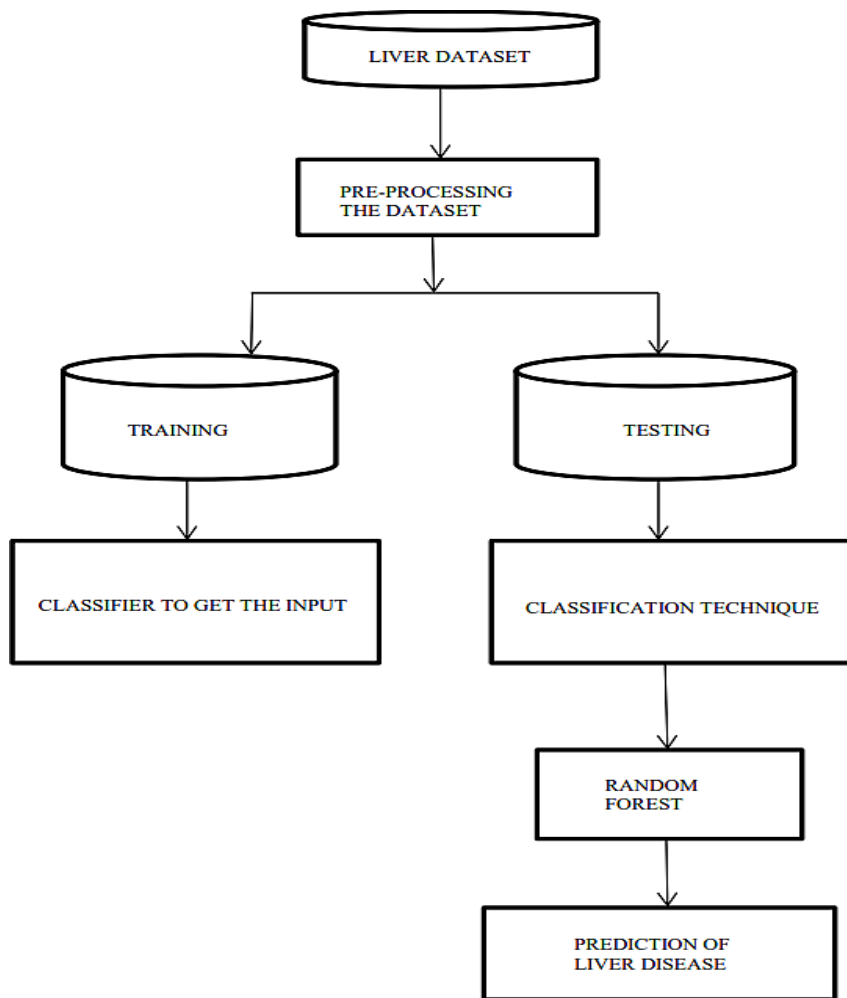 LIVER DATASET
PRE-PROCESSING
THE DATASET
TRAINING
TESTING
CLASSIFIER TO GET THE INPUT
CLASSIFICATION TECHNIQUE
RANDOM
FOREST
PREDICTION OF
LIVER DISEASE